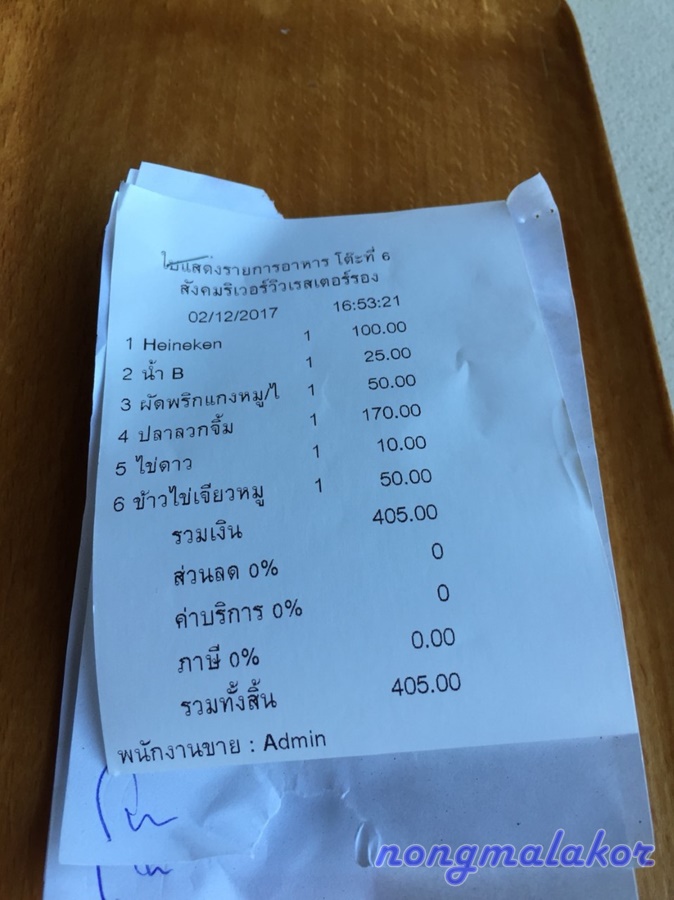 ใบแสดงรายการอาหาร โต๊ะที่ 6
สังคมริเวอร์วิวเรสเตอร์รอง
02/12/2017 16:53:21
1 Heineken 1 100.00
2 น้ำ B 1 25.00
3 ผัดพริกแกงหมู/ไ 1 50.00
4 ปลาลวกจิ้ม 1 170.00
5 ไข่ดาว 1 10.00
6 ข้าวไข่เจียวหมู 1 50.00
รวมเงิน 405.00
ส่วนลด 0% 0
ค่าบริการ 0% 0
ภาษี 0% 0.00
รวมทั้งสิ้น 405.00
พนักงานขาย : Admin
nongmalakor